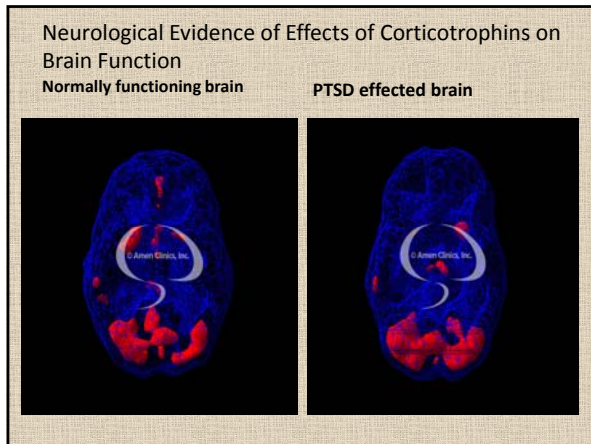 Neurological Evidence of Effects of Corticotrophins on
Brain Function
Normally functioning brain
PTSD effected brain
© Amen Clinics, Inc.
© Amen Clinics, Inc.